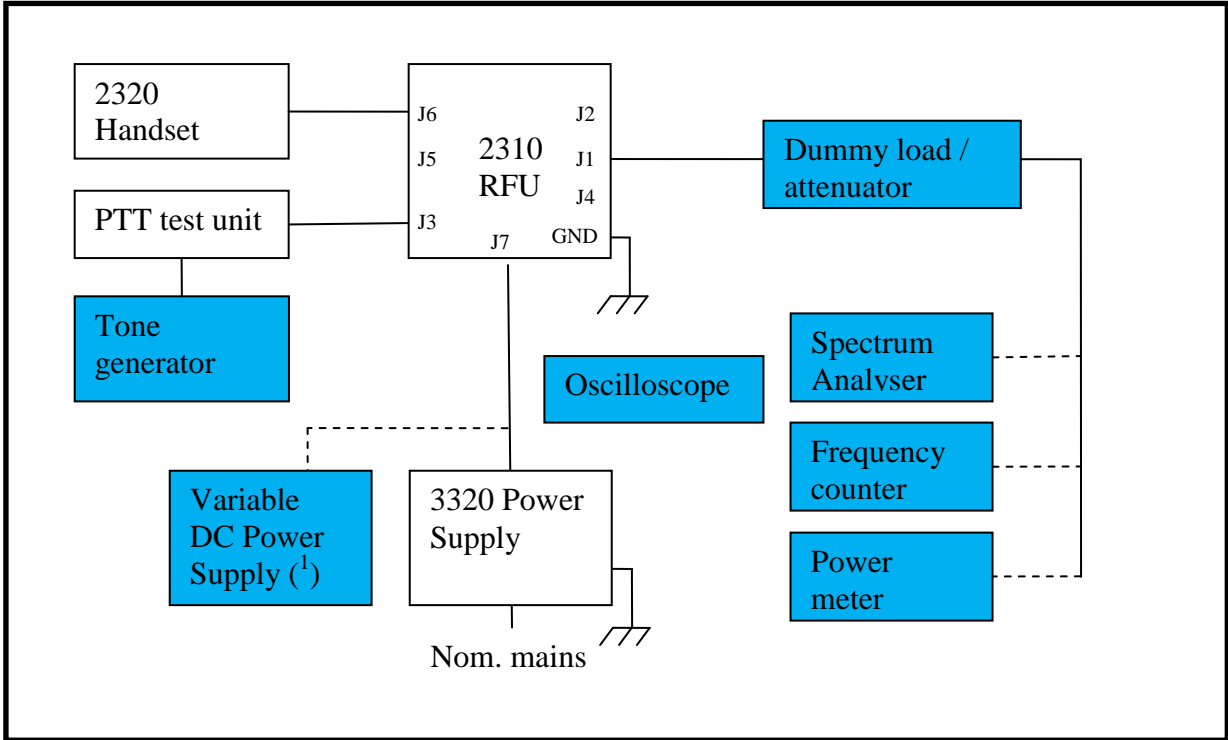 2320
Handset
J6
J2
J5
2310
RFU
J1
J4
J3
J7
GND
PTT test unit
Tone
generator
Dummy load /
attenuator
Oscilloscope
Spectrum
Analvser
Frequency
counter
Power
meter
Variable
DC Power
Supply (1)
3320 Power
Supply
Nom. mains